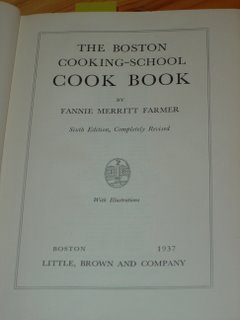 THE BOSTON
COOKING-SCHOOL
COOK BOOK
BY
FANNIE MERRITT FARMER
Sixth Edition, Completely Revised
With Illustrations
BOSTON 1937
LITTLE, BROWN AND COMPANY